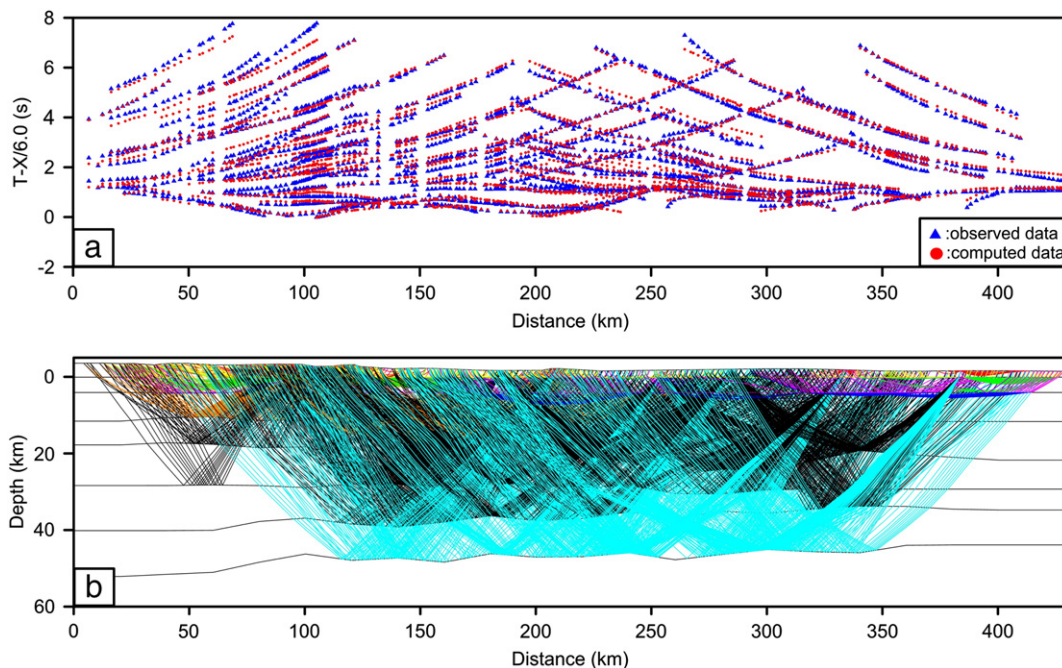 8
6
4
2
0
-2
T-X/6.0 (s)
a
▲:observed data
●:computed data
0 50 100 150 200 250 300 350 400
Distance (km)
0
20
40
60
Depth (km)
b
0 50 100 150 200 250 300 350 400
Distance (km)